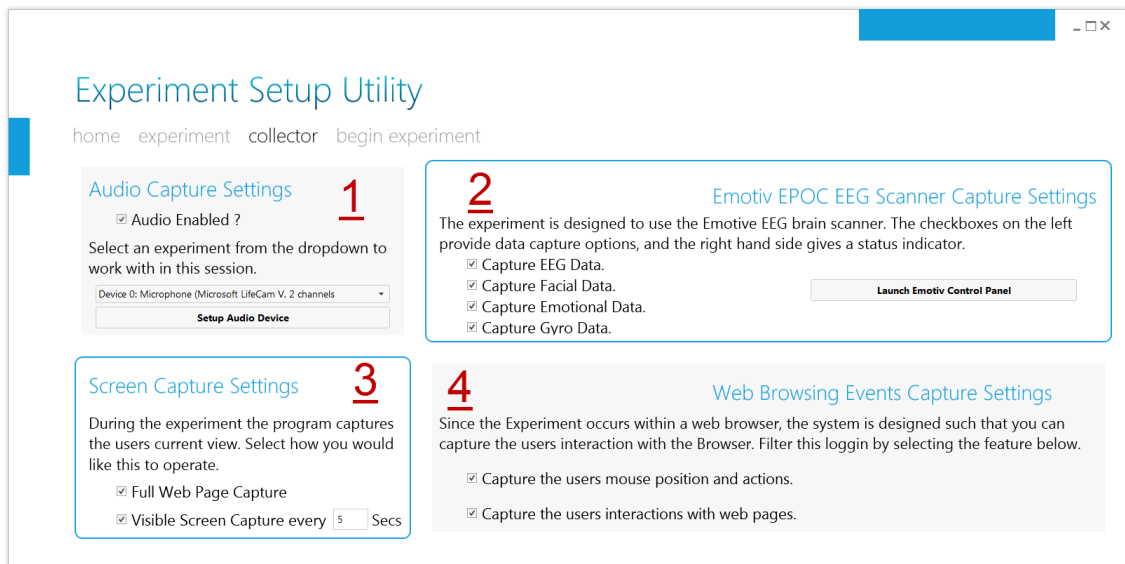 Experiment Setup Utility
home experiment collector begin experiment
Audio Capture Settings
1
Audio Enabled ?
Select an experiment from the dropdown to
work with in this session.
Device 0: Microphone (Microsoft LifeCam V, 2 channels
Setup Audio Device
2
Emotiv EPOC EEG Scanner Capture Settings
The experiment is designed to use the Emotive EEG brain scanner. The checkboxes on the left
provide data capture options, and the right hand side gives a status indicator.
Capture EEG Data.
Capture Facial Data.
Capture Emotional Data.
Capture Gyro Data.
Launch Emotiv Control Panel
Screen Capture Settings
3
During the experiment the program captures
the users current view. Select how you would
like this to operate.
Full Web Page Capture
Visible Screen Capture every 5 Secs
4
Web Browsing Events Capture Settings
Since the Experiment occurs within a web browser, the system is designed such that you can
capture the users interaction with the Browser. Filter this loggin by selecting the feature below.
Capture the users mouse position and actions.
Capture the users interactions with web pages.